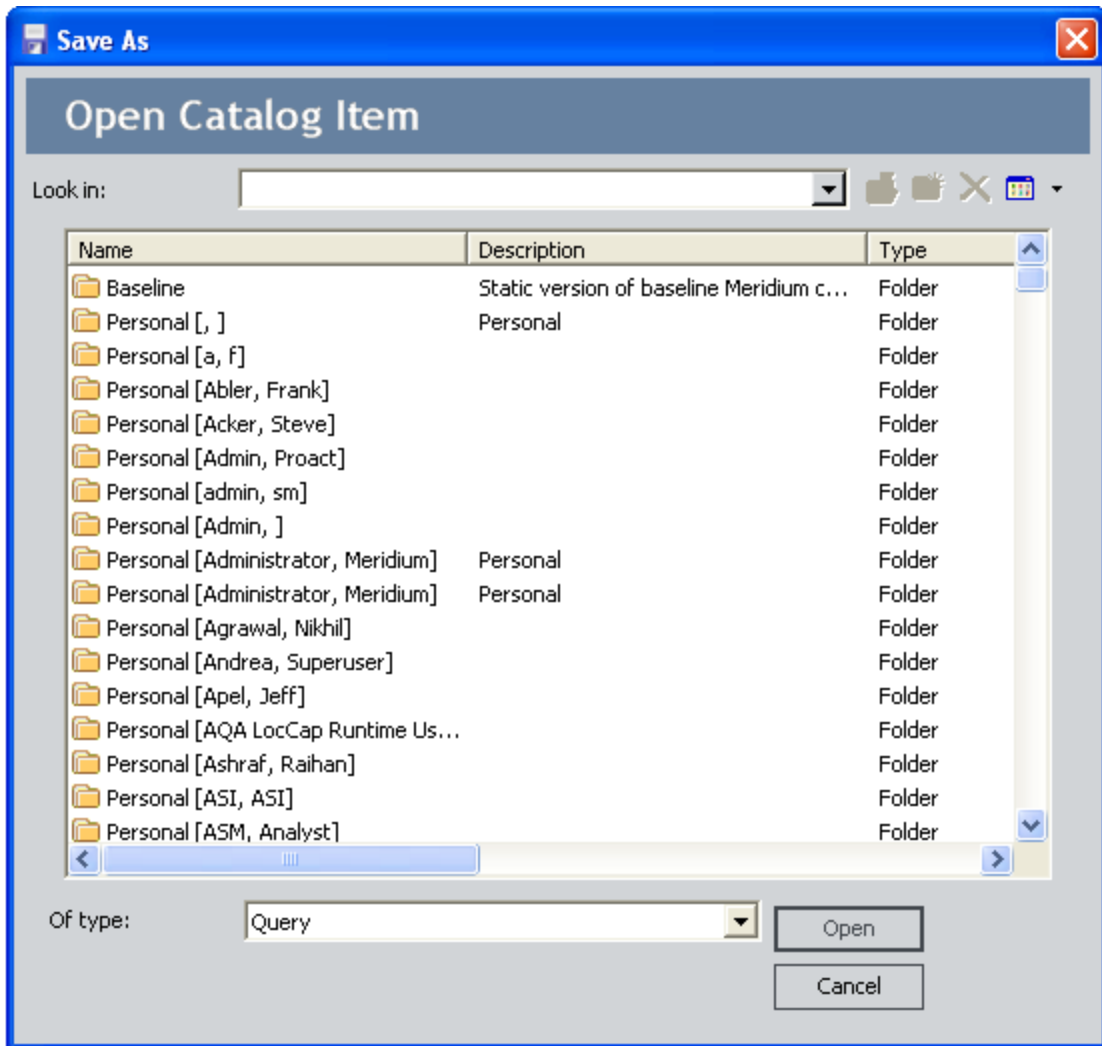 Save As
Open Catalog Item
Look in:
Name Description Type
Baseline Static version of baseline Meridium c... Folder
Personal [, ] Personal Folder
Personal [a, f] Folder
Personal [Abler, Frank] Folder
Personal [Acker, Steve] Folder
Personal [Admin, Proact] Folder
Personal [admin, sm] Folder
Personal [Admin, ] Folder
Personal [Administrator, Meridium] Personal Folder
Personal [Administrator, Meridium] Personal Folder
Personal [Agrawal, Nikhil] Folder
Personal [Andrea, Superuser] Folder
Personal [Apel, Jeff] Folder
Personal [AQA LocCap Runtime Us... Folder
Personal [Ashraf, Raihan] Folder
Personal [ASI, ASI] Folder
Personal [ASM, Analyst] Folder
Of type: Query Open
Cancel